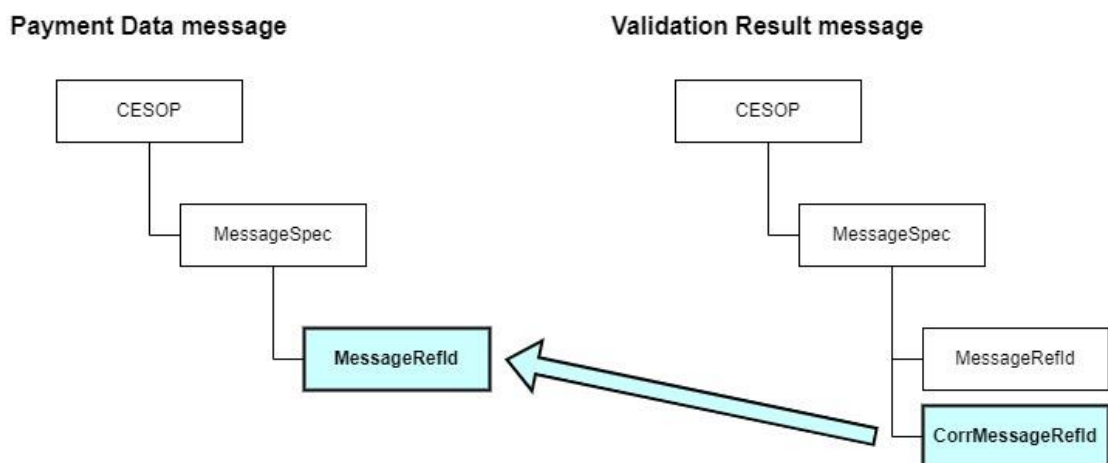 Payment Data message
Validation Result message
CESOP
CESOP
MessageSpec
MessageSpec
MessageRefId
MessageRefId
CorrMessageRefId